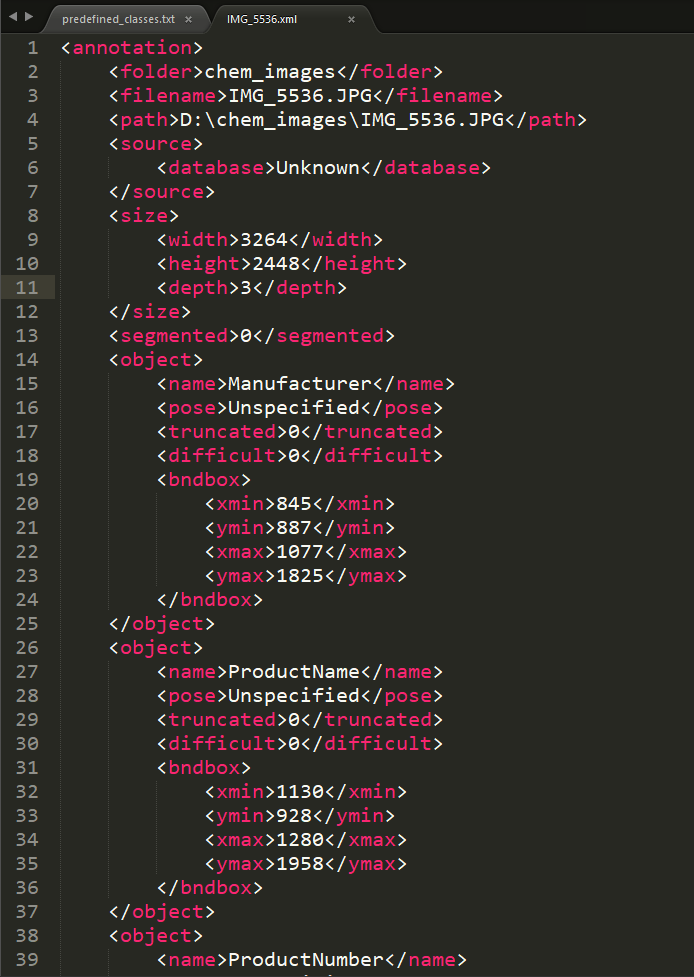 predefined_classes.txt × IMG_5536.xml ×
1 <annotation>
2 <folder>chem_images</folder>
3 <filename>IMG_5536.JPG</filename>
4 <path>D:\chem_images\IMG_5536.JPG</path>
5 <source>
6 <database>Unknown</database>
7 </source>
8 <size>
9 <width>3264</width>
10 <height>2448</height>
11 <depth>3</depth>
12 </size>
13 <segmented>0</segmented>
14 <object>
15 <name>Manufacturer</name>
16 <pose>Unspecified</pose>
17 <truncated>0</truncated>
18 <difficult>0</difficult>
19 <bndbox>
20 <xmin>845</xmin>
21 <ymin>887</ymin>
22 <xmax>1077</xmax>
23 <ymax>1825</ymax>
24 </bndbox>
25 </object>
26 <object>
27 <name>ProductName</name>
28 <pose>Unspecified</pose>
29 <truncated>0</truncated>
30 <difficult>0</difficult>
31 <bndbox>
32 <xmin>1130</xmin>
33 <ymin>928</ymin>
34 <xmax>1280</xmax>
35 <ymax>1958</ymax>
36 </bndbox>
37 </object>
38 <object>
39 <name>ProductNumber</name>